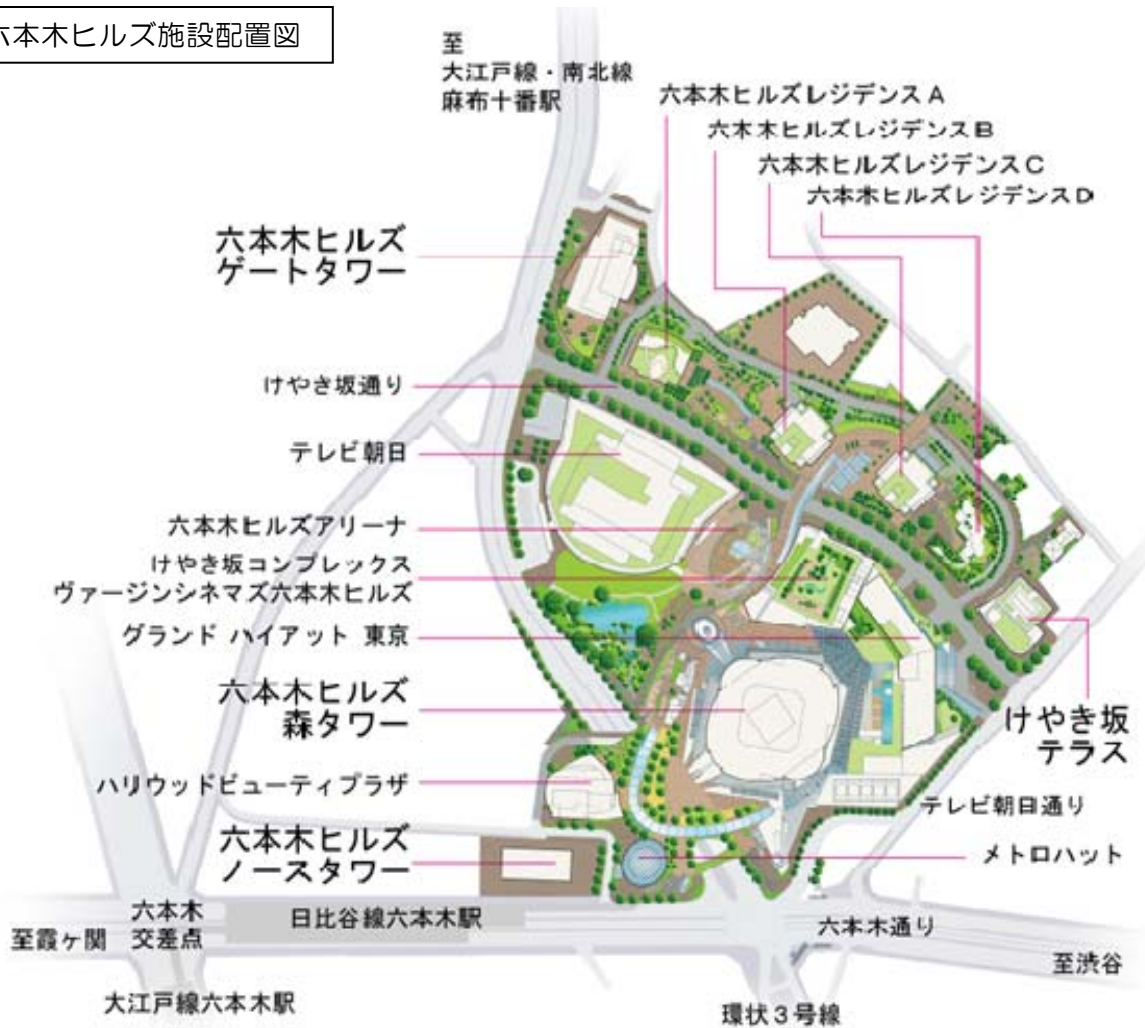 六本木ヒルズ施設配置図
至
大江戸線・南北線
麻布十番駅
六本木ヒルズレジデンスA
六本木ヒルズレジデンスB
六本木ヒルズレジデンスC
六本木ヒルズレジデンスD
六本木ヒルズ
ゲートタワー
けやき坂通り
テレビ朝日
六本木ヒルズアリーナ
けやき坂コンプレックス
ヴァージンシネマズ六本木ヒルズ
グランド ハイアット 東京
六本木ヒルズ
森タワー
けやき坂
テラス
ハリウッドビューティプラザ
テレビ朝日通り
六本木ヒルズ
ノースタワー
メトロハット
六本木
交差点
日比谷線六本木駅
六本木通り
至霞ヶ関
至渋谷
大江戸線六本木駅
環状3号線